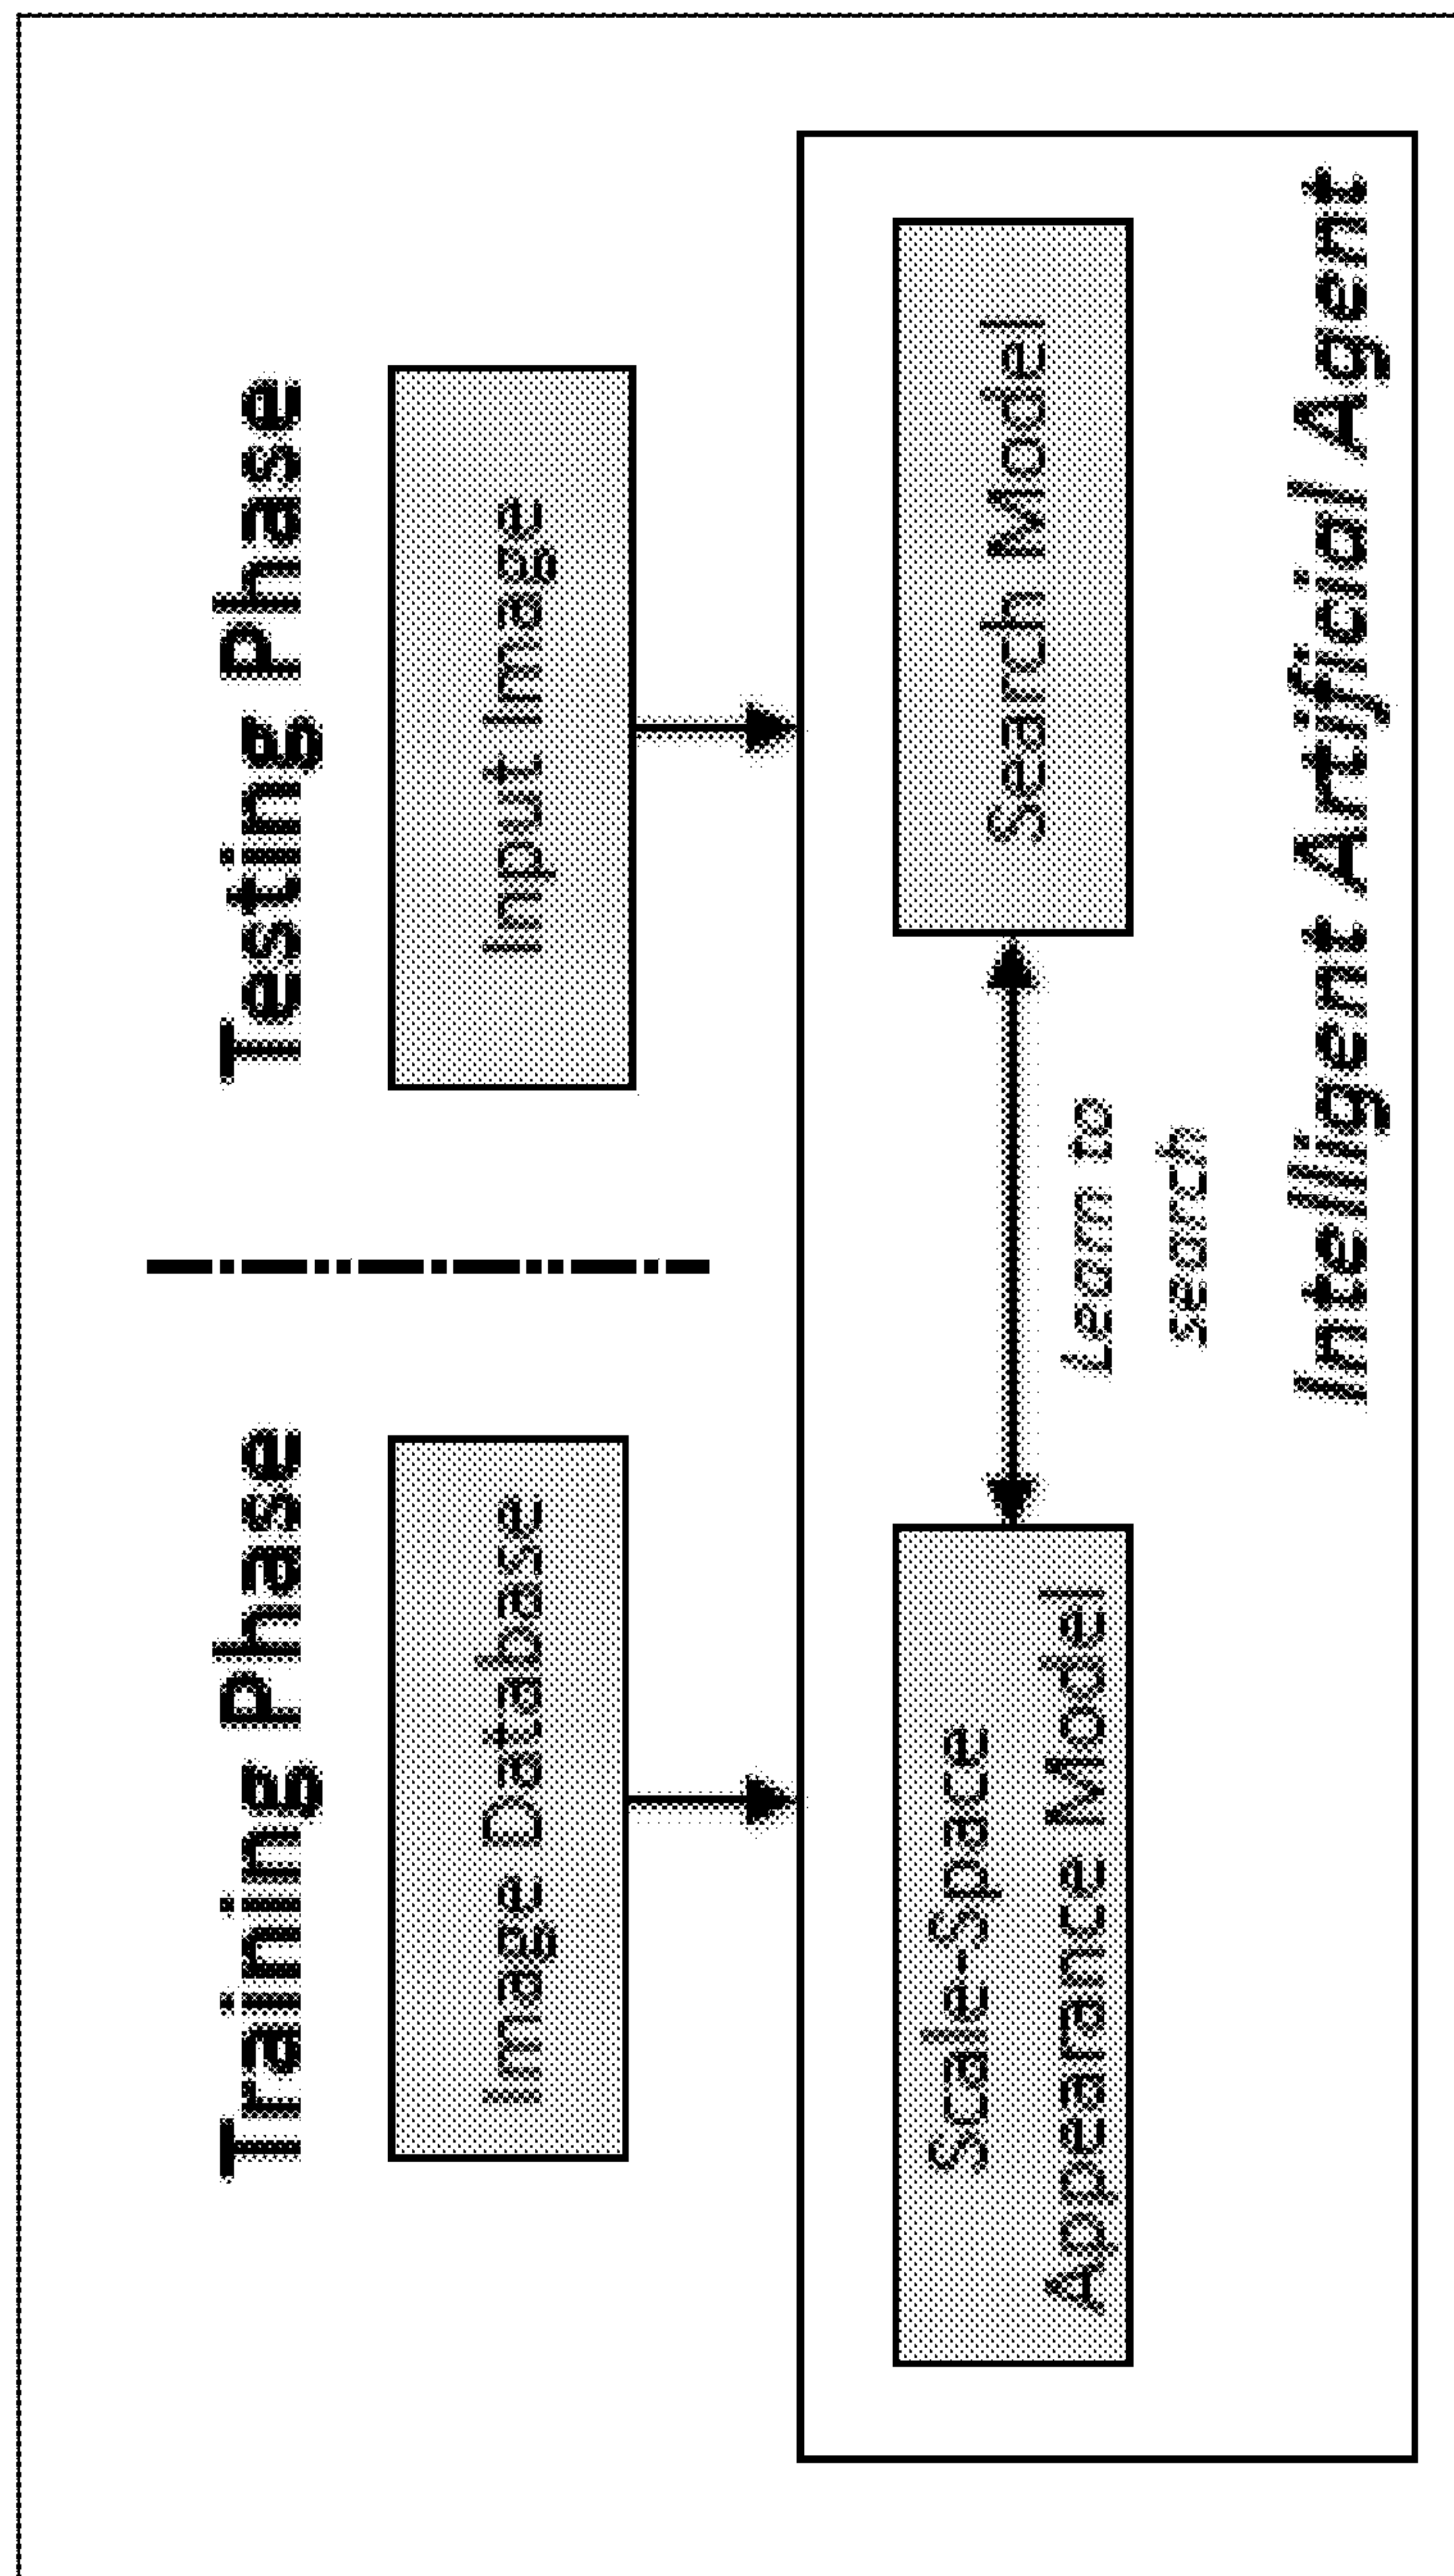 Training Phase
Testing Phase
Image Database
Input Image
Scale-Space
Appearance Model
Learn to
search
Search Model
Intelligent Artificial Agent